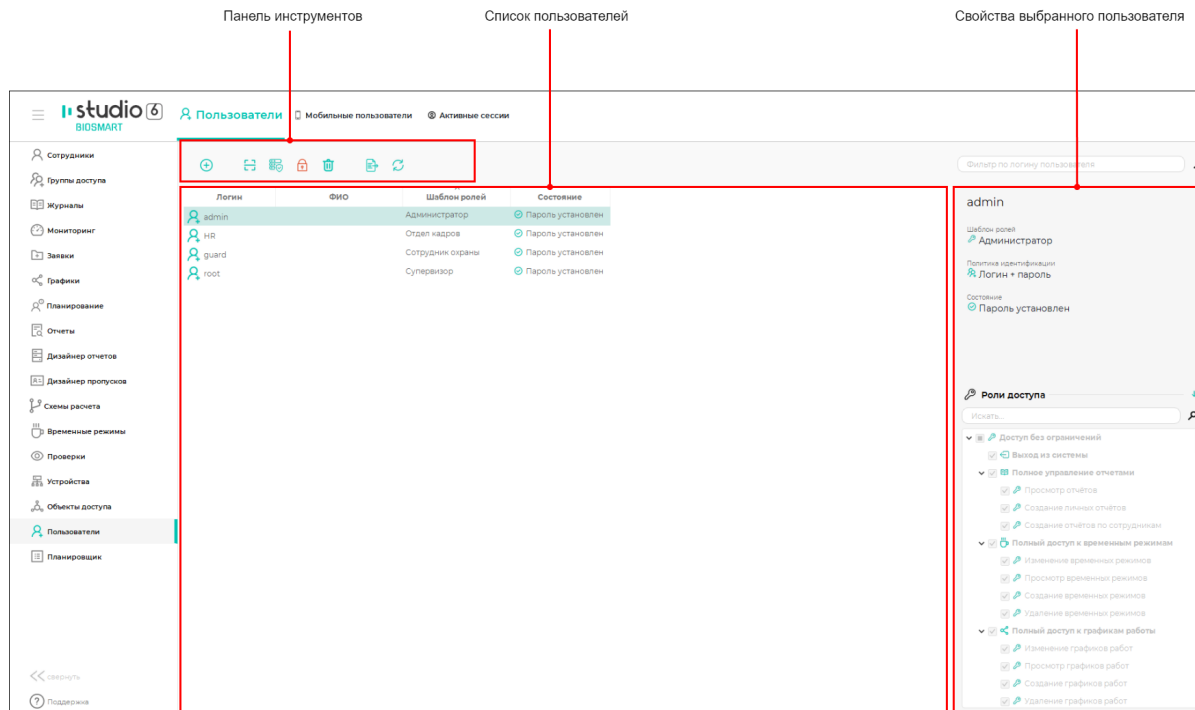 Панель инструментов
Список пользователей
Свойства выбранного пользователя
studio 6
BIOSMART
Пользователи
Мобильные пользователи
Активные сессии
Сотрудники
Группы доступа
Журналы
Мониторинг
Заявки
Графики
Планирование
Отчеты
Дизайнер отчетов
Дизайнер пропусков
Схемы расчета
Временные режимы
Проверки
Устройства
Объекты доступа
Пользователи
Планировщик
свернуть
Поддержка
Фильтр по логину пользователя
Логин ФИО Шаблон ролей Состояние
admin Администратор Пароль установлен
HR Отдел кадров Пароль установлен
guard Сотрудник охраны Пароль установлен
root Супервизор Пароль установлен
admin
Шаблон ролей
Администратор
Политика идентификации
Логин + пароль
Состояние
Пароль установлен
Роли доступа
Искать...
Доступ без ограничений
Выход из системы
Полное управление отчетами
Просмотр отчётов
Создание личных отчётов
Создание отчётов по сотрудникам
Полный доступ к временным режимам
Изменение временных режимов
Просмотр временных режимов
Создание временных режимов
Удаление временных режимов
Полный доступ к графикам работы
Изменение графиков работ
Просмотр графиков работ
Создание графиков работ
Удаление графиков работ